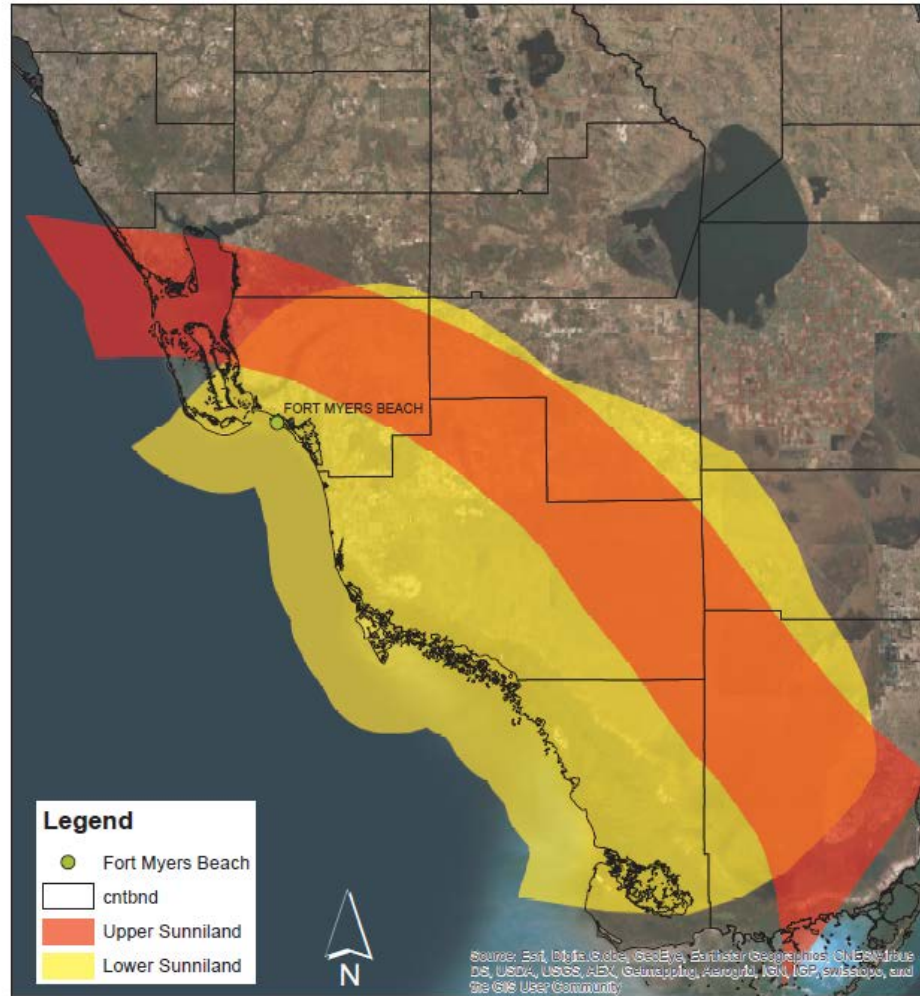 FORT MYERS BEACH
Legend
Fort Myers Beach
cntbnd
Upper Sunniland
Lower Sunniland
N
Source: Esri, DigitalGlobe, GeoEye, Earthstar Geographics, CNES/Airbus
DS, USDA, USGS, AEX, Getmapping, Aerogrid, IGN, IGP, swisstopo, and
the GIS User Community